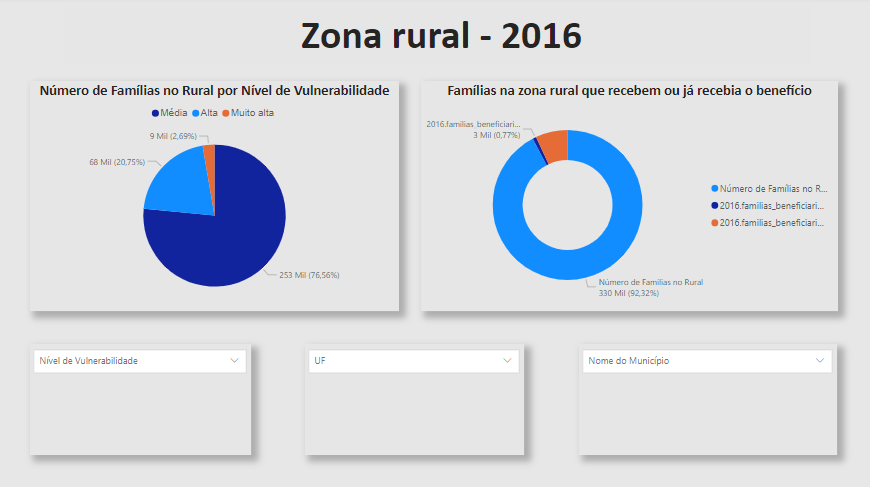 Zona rural - 2016
Número de Famílias no Rural por Nível de Vulnerabilidade
Média Alta Muito alta
9 Mil (2,69%)
68 Mil (20,75%)
253 Mil (76,56%)
Famílias na zona rural que recebem ou já recebia o benefício
2016.familias_beneficiari...
3 Mil (0,77%)
Número de Famílias no R...
2016.familias_beneficiari...
2016.familias_beneficiari...
Número de Famílias no Rural
330 Mil (92,32%)
Nível de Vulnerabilidade
UF
Nome do Município